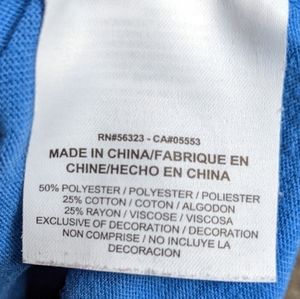 RN#56323 - CA#05553
MADE IN CHINA/FABRIQUE EN
CHINE/HECHO EN CHINA
50% POLYESTER / POLYESTER / POLIESTER
25% COTTON / COTON / ALGODON
25% RAYON / VISCOSE / VISCOSA
EXCLUSIVE OF DECORATION / DECORATION
NON COMPRISE / NO INCLUYE LA
DECORACION